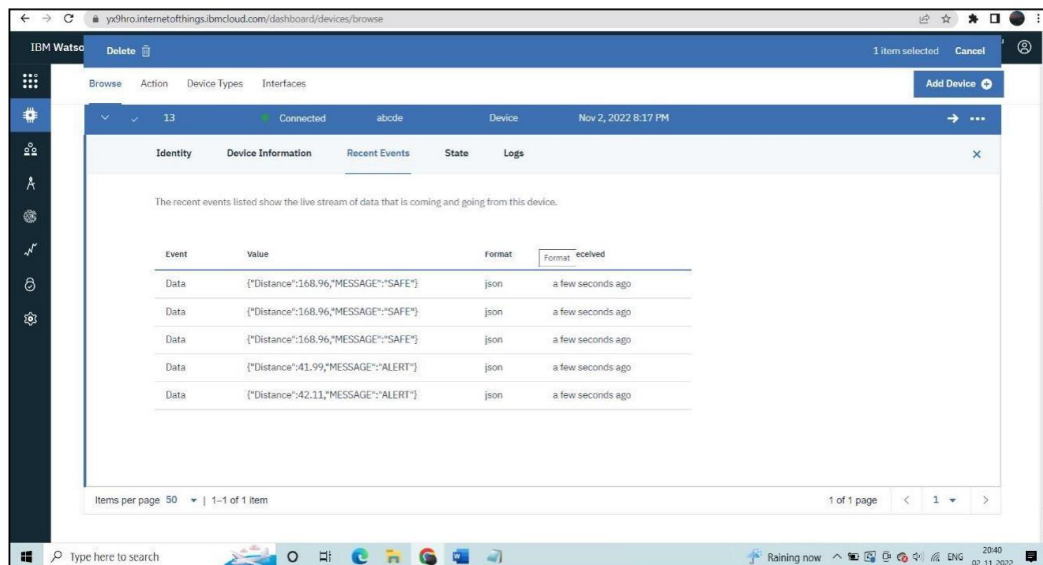 yx9hro.internetofthings.ibmcloud.com/dashboard/devices/browse
IBM Watso
Delete
1 item selected Cancel
Browse Action Device Types Interfaces
Add Device
13 Connected abcde Device Nov 2, 2022 8:17 PM
Identity Device Information Recent Events State Logs
The recent events listed show the live stream of data that is coming and going from this device.
Event Value Format Format eceived
Data {"Distance":168.96,"MESSAGE":"SAFE"} json a few seconds ago
Data {"Distance":168.96,"MESSAGE":"SAFE"} json a few seconds ago
Data {"Distance":168.96,"MESSAGE":"SAFE"} json a few seconds ago
Data {"Distance":41.99,"MESSAGE":"ALERT"} json a few seconds ago
Data {"Distance":42.11,"MESSAGE":"ALERT"} json a few seconds ago
Items per page 50 | 1–1 of 1 item
1 of 1 page < 1 >
Type here to search
Raining now ENG 20:40
02-11-2022